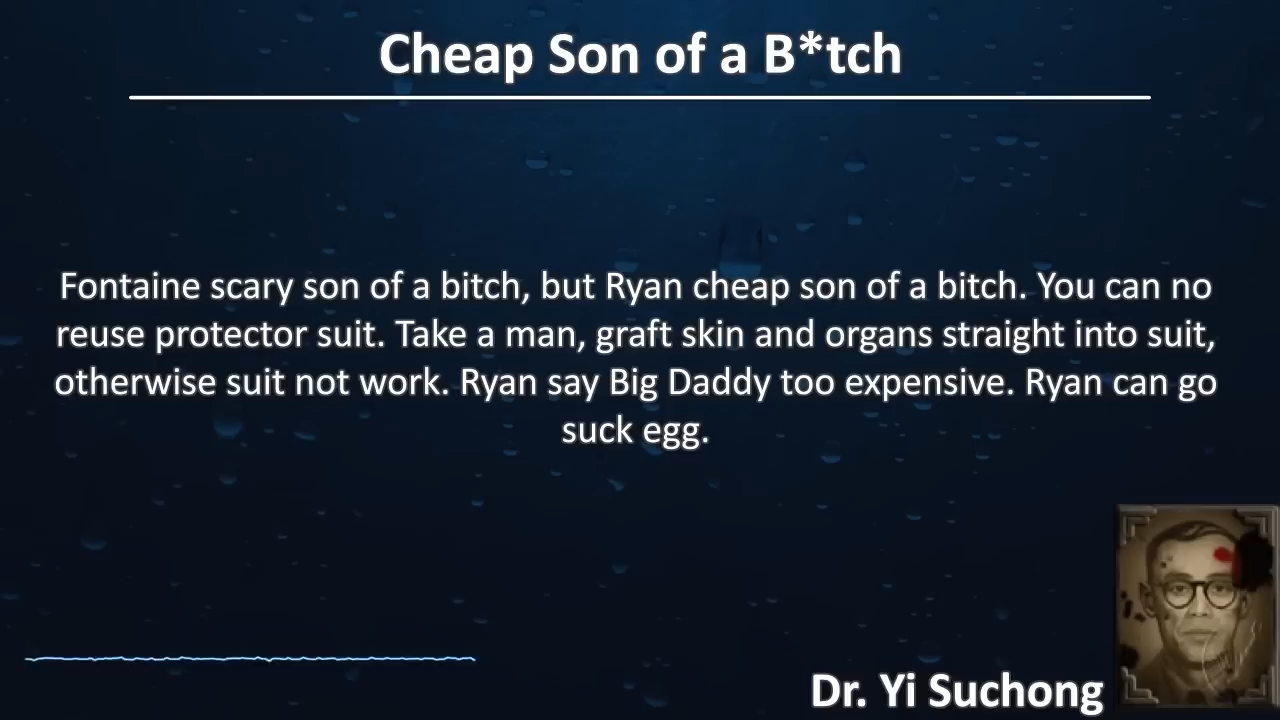 Cheap Son of a B*tch
Fontaine scary son of a bitch, but Ryan cheap son of a bitch. You can no
reuse protector suit. Take a man, graft skin and organs straight into suit,
otherwise suit not work. Ryan say Big Daddy too expensive. Ryan can go
suck egg.
Dr. Yi Suchong